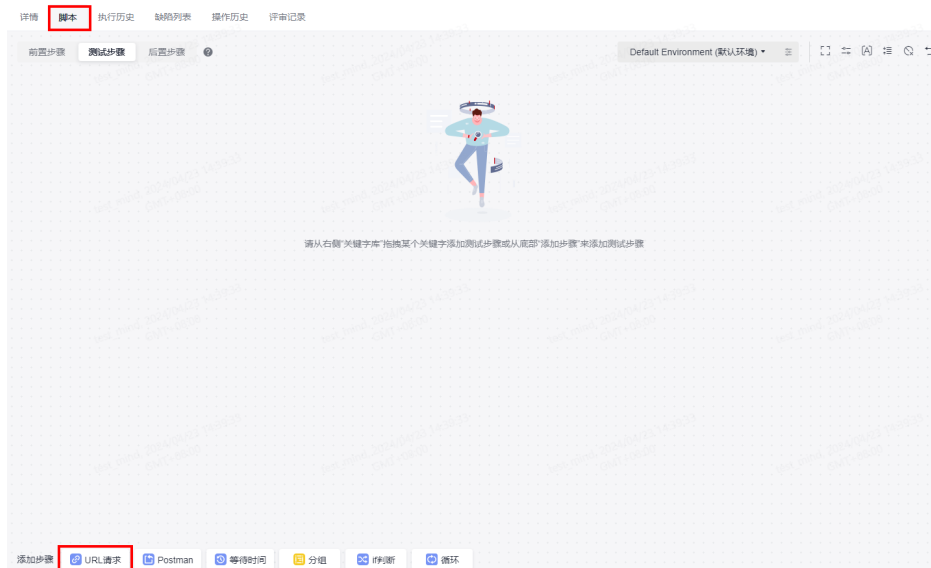 详情 脚本 执行历史 缺陷列表 操作历史 评审记录
前置步骤 测试步骤 后置步骤
Default Environment (默认环境)
请从右侧“关键字库”拖拽某个关键字添加测试步骤或从底部“添加步骤”来添加测试步骤
添加步骤 URL请求 Postman 等待时间 分组 if判断 循环